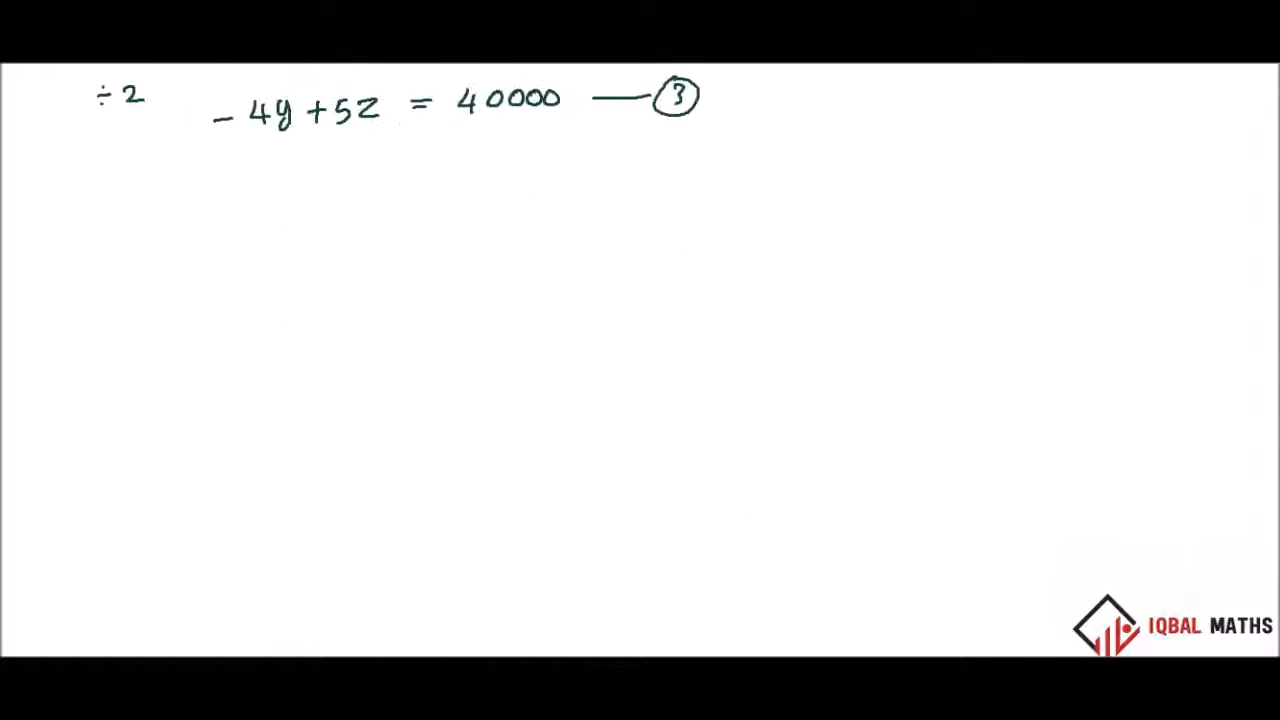 ÷ 2 - 4y + 5z = 40000 —— ③
IQBAL MATHS